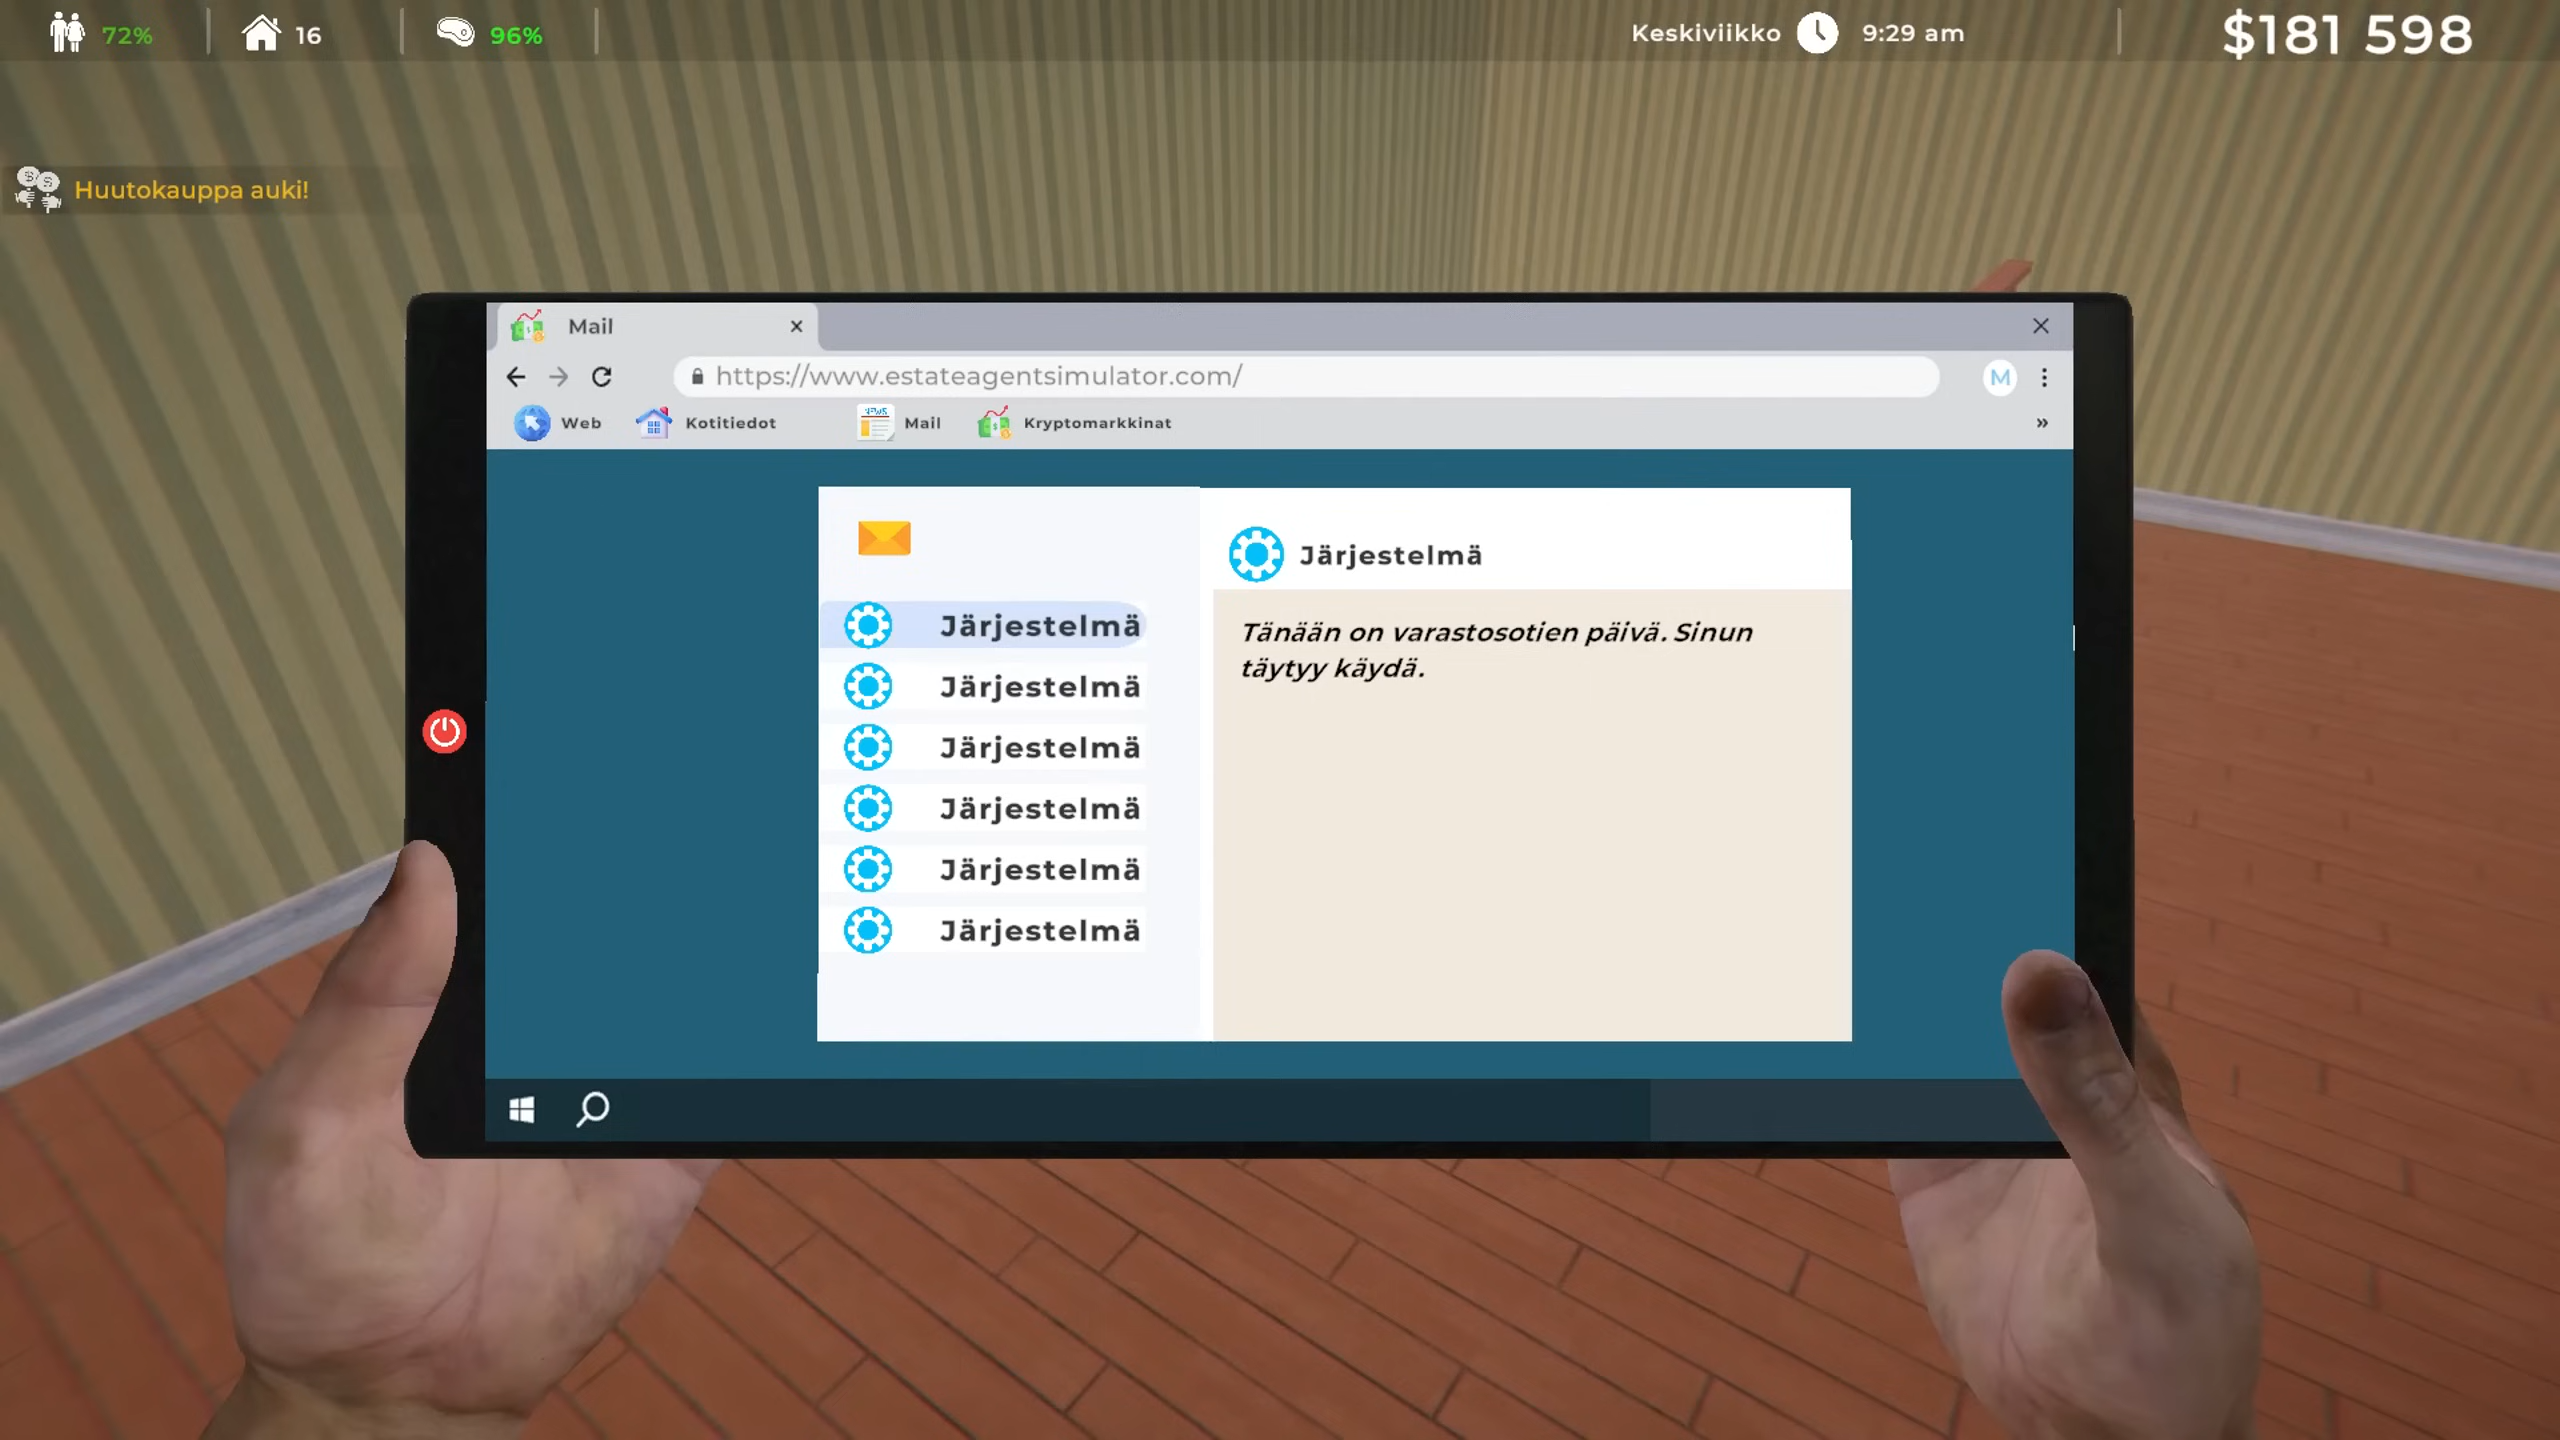 72%
16
96%
Keskiviikko
9:29 am
$181 598
Huutokauppa auki!
Mail
https://www.estateagentsimulator.com/
M
Web
Kotitiedot
NEWS
Mail
Kryptomarkkinat
»
Järjestelmä
Järjestelmä
Järjestelmä
Järjestelmä
Järjestelmä
Järjestelmä
Järjestelmä
Tänään on varastosotien päivä. Sinun
täytyy käydä.